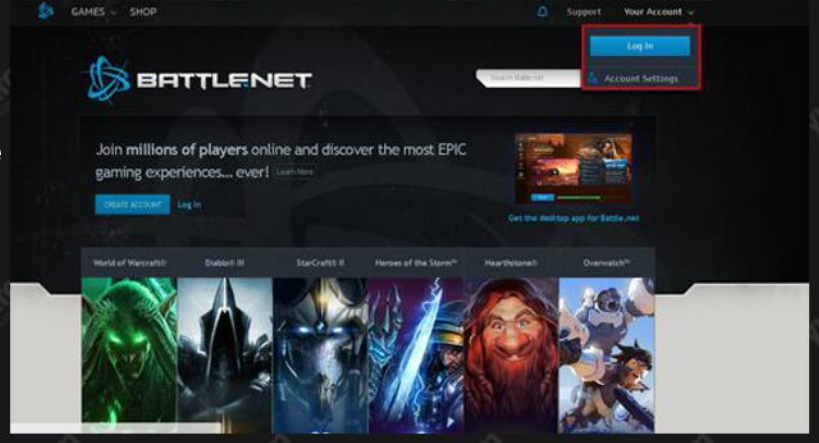 GAMES SHOP Support Your Account
Log In
Account Settings
BATTLE.NET
Search Battle.net
Join millions of players online and discover the most EPIC
gaming experiences... ever! Learn More
CREATE ACCOUNT Log In
Get the desktop app for Battle.net
World of Warcraft® Diablo® III StarCraft® II Heroes of the Storm™ Hearthstone® Overwatch™